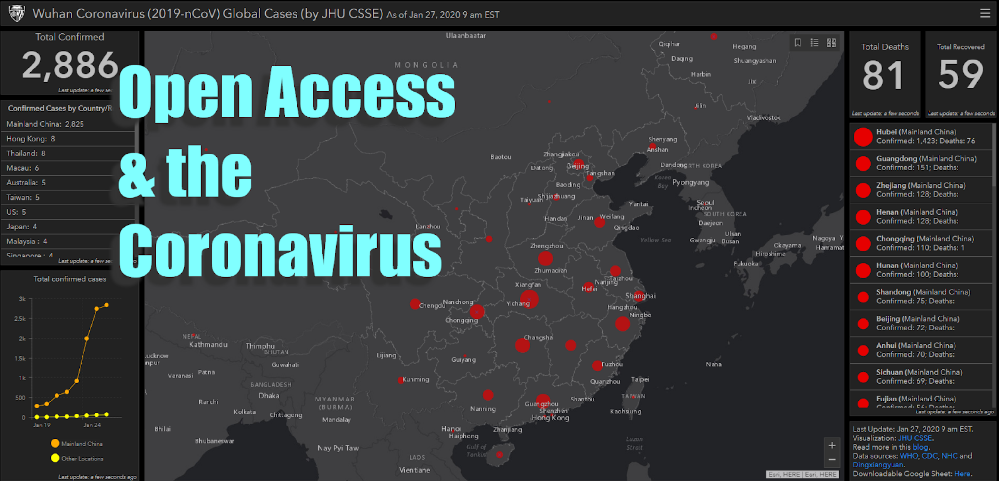 Wuhan Coronavirus (2019-nCoV) Global Cases (by JHU CSSE) As of Jan 27, 2020 9 am EST
Total Confirmed
2,886
Last update: a few sec
Confirmed Cases by Country/R
Mainland China: 2,825
Hong Kong: 8
Thailand: 8
Macau: 6
Australia: 5
Taiwan: 5
US: 5
Japan: 4
Malaysia : 4
Singapore : 4
Last update: a few sec
Total confirmed cases
3k
2.5k
2k
1.5k
1k
500
0
Jan 19
Jan 24
Mainland China
Other Locations
Last update: a few seconds ago
Open Access
& the
Coronavirus
Ulaanbaatar
MONGOLIA
Qiqihar
Hegang
Daqing
Shuangyashan
Harbin
Jixi
Jilin
Vladivostok
Shenyang
Anshan
Zhangjiakou
Baotou
Datong
Beijing
Dandong
RTH KOREA
Tangshan
Korea
Bay
Pyongyang
Baoding
Shijiazhuang
Taiyuan
Yantai
Seoul
Incheon
SOUTH KOREA
Handan
Jinan
Weifang
Daejeon
Lanzhou
Qingdao
Ulsan
Nagoya
Y
Yellow Sea
Gwangju
Busan
Okayama
Hamamat
Zhengzhou
Hiroshima
Fukuoka
Zhumadian
Taizhou
Nanjing
Xiangfan
Hefei
Shanghai
Nanchong
Chengdu
Yichang
Hangzhou
Ningbo
Chongqing
NEPAL
Kathmandu
Thimphu
BHUTAN
Changsha
Lucknow
npur
Lijiang
Guiyang
Guwahati
Fuzhou
Naha
Patna
Varanasi
Kunming
Taipei
Quanzhou
BANGLADESH
Dhaka
TAIWAN
Ranchi
MYANMAR
(BURMA)
Shantou
Guangzhou
Nanning
Shenzhen
Kolkata
Chittagong
Hong Kong
Kaohsiung
Mandalay
Bhilai
Hanoi
Haiphong
Zhanjiang
Bhubaneswar
Gulf of
Tonkin
Luzon
Strait
Nay Pyi Taw
LAOS
Vientiane
+
−
Esri, HERE | Esri, HERE
Total Deaths
81
Last update: a few seconds
Total Recovered
59
Last update: a few seconds
Hubei (Mainland China)
Confirmed: 1,423; Deaths: 76
Guangdong (Mainland China)
Confirmed: 151; Deaths:
Zhejiang (Mainland China)
Confirmed: 128; Deaths:
Henan (Mainland China)
Confirmed: 128; Deaths:
Chongqing (Mainland China)
Confirmed: 110; Deaths: 1
Hunan (Mainland China)
Confirmed: 100; Deaths:
Shandong (Mainland China)
Confirmed: 75; Deaths:
Beijing (Mainland China)
Confirmed: 72; Deaths:
Anhui (Mainland China)
Confirmed: 70; Deaths:
Sichuan (Mainland China)
Confirmed: 69; Deaths:
Fujian (Mainland China)
Last update: a few seconds ago
Last Update: Jan 27, 2020 9 am EST.
Visualization: JHU CSSE.
Read more in this blog.
Data sources: WHO, CDC, NHC and
Dingxiangyuan.
Downloadable Google Sheet: Here.